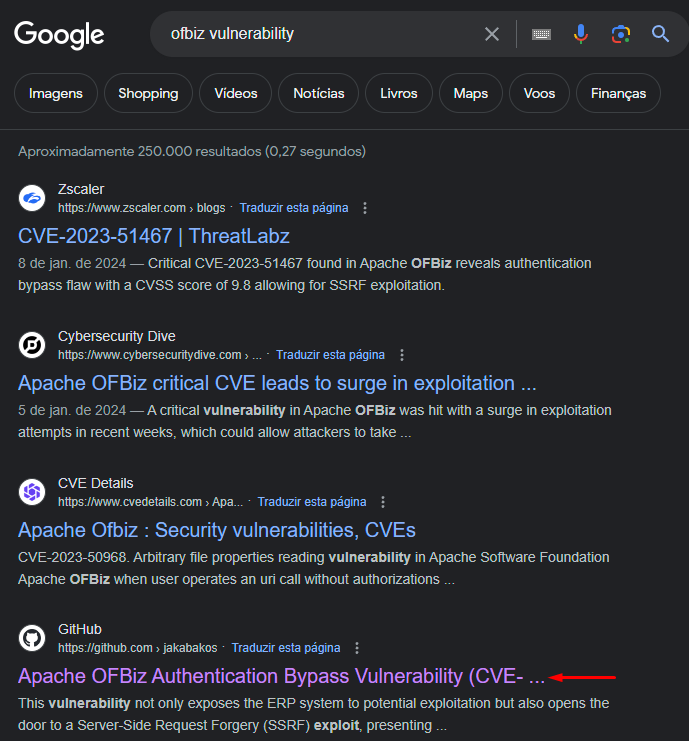 Google
ofbiz vulnerability
Imagens Shopping Vídeos Notícias Livros Maps Voos Finanças
Aproximadamente 250.000 resultados (0,27 segundos)
Zscaler
https://www.zscaler.com › blogs · Traduzir esta página
CVE-2023-51467 | ThreatLabz
8 de jan. de 2024 — Critical CVE-2023-51467 found in Apache OFBiz reveals authentication
bypass flaw with a CVSS score of 9.8 allowing for SSRF exploitation.
Cybersecurity Dive
https://www.cybersecuritydive.com › ... · Traduzir esta página
Apache OFBiz critical CVE leads to surge in exploitation ...
5 de jan. de 2024 — A critical vulnerability in Apache OFBiz was hit with a surge in exploitation
attempts in recent weeks, which could allow attackers to take ...
CVE Details
https://www.cvedetails.com › Apa... · Traduzir esta página
Apache Ofbiz : Security vulnerabilities, CVEs
CVE-2023-50968. Arbitrary file properties reading vulnerability in Apache Software Foundation
Apache OFBiz when user operates an uri call without authorizations ...
GitHub
https://github.com › jakabakos · Traduzir esta página
Apache OFBiz Authentication Bypass Vulnerability (CVE- ...
This vulnerability not only exposes the ERP system to potential exploitation but also opens the
door to a Server-Side Request Forgery (SSRF) exploit, presenting ...